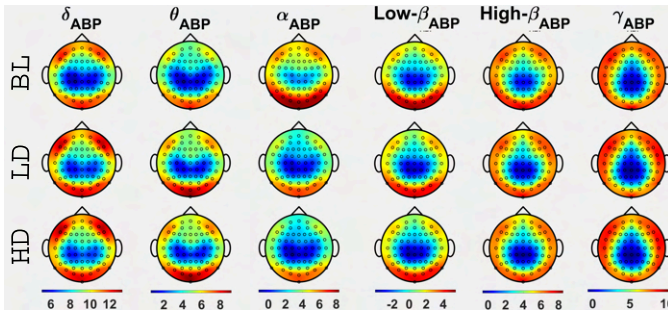 δABP θABP αABP Low-βABP High-βABP γABP
BL
LD
HD
6 8 10 12 2 4 6 8 0 2 4 6 8 -2 0 2 4 0 2 4 6 8 0 5 10